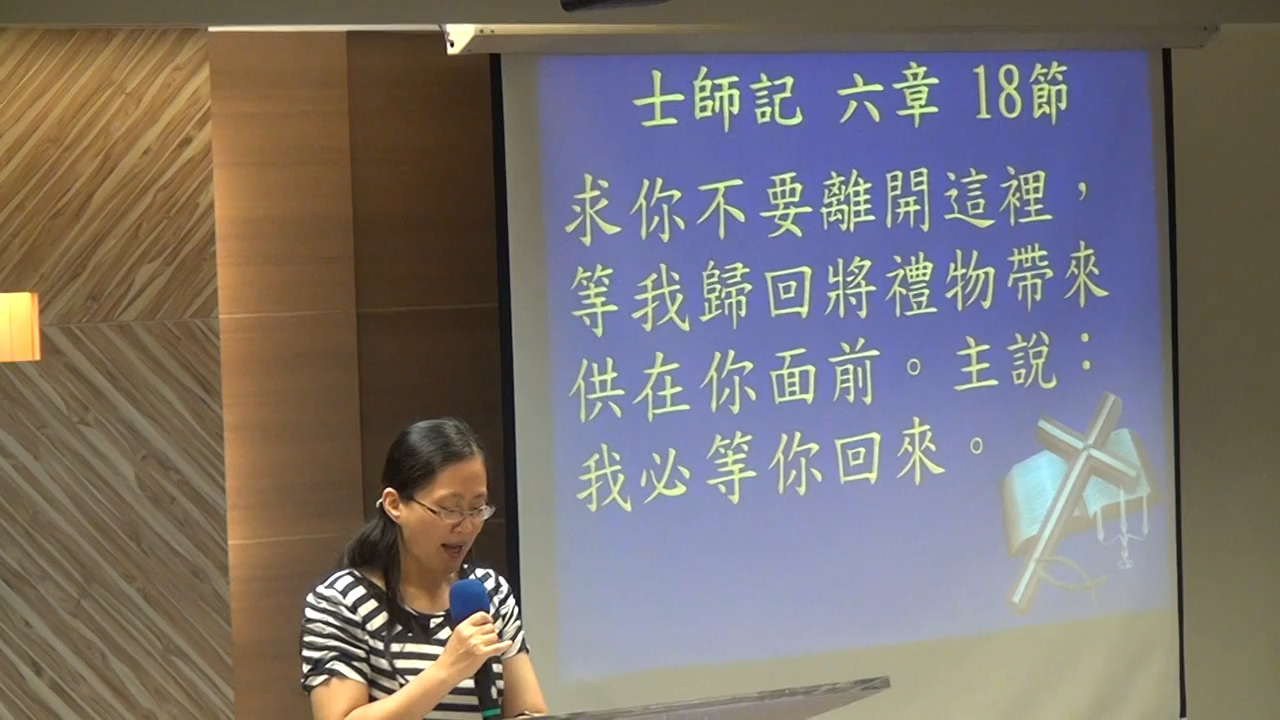 士師記 六章 18節
求你不要離開這裡，
等我歸回將禮物帶來
供在你面前。主說：
我必等你回來。